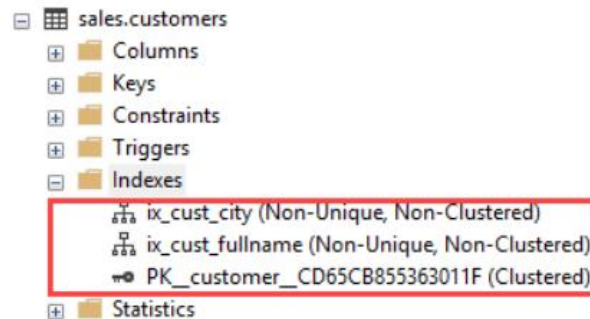 sales.customers
Columns
Keys
Constraints
Triggers
Indexes
ix_cust_city (Non-Unique, Non-Clustered)
ix_cust_fullname (Non-Unique, Non-Clustered)
PK__customer__CD65CB855363011F (Clustered)
Statistics